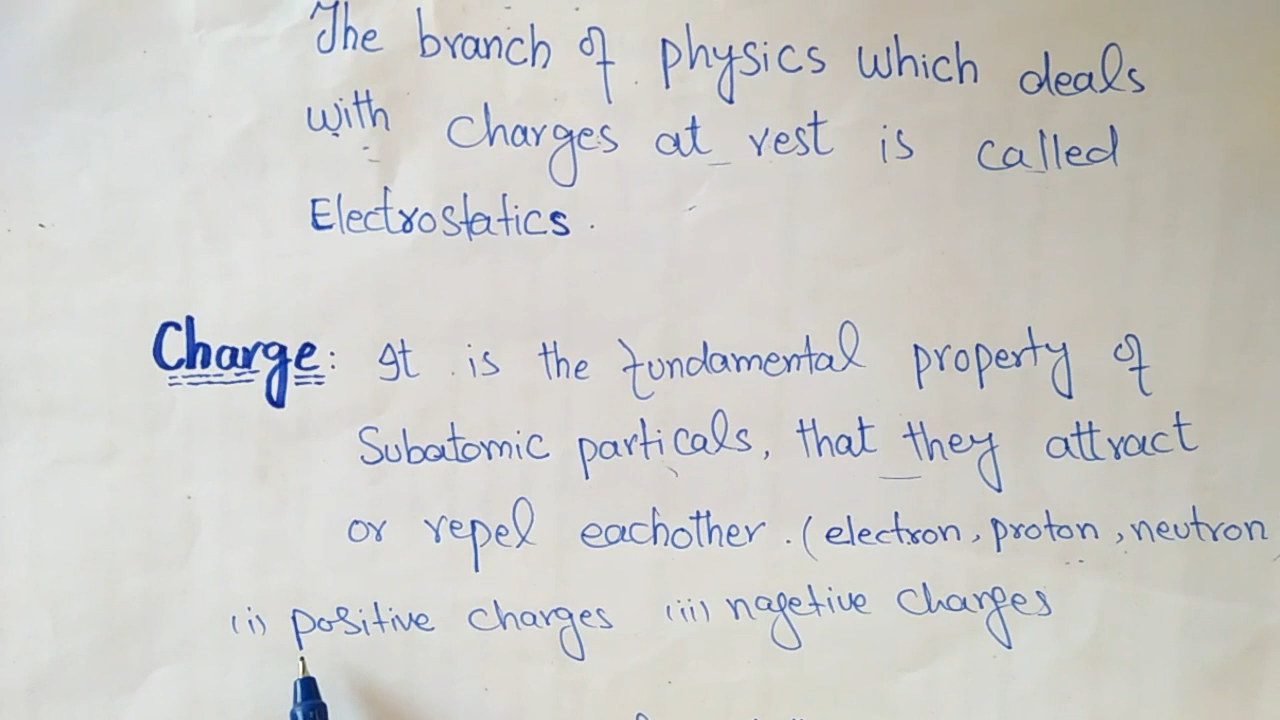 The branch of physics which deals
with charges at rest is called
Electrostatics.
Charge: It is the fundamental property of
Subatomic particals, that they attract
or repel eachother. (electron, proton, neutron
(i) positive charges (ii) nagetive charges